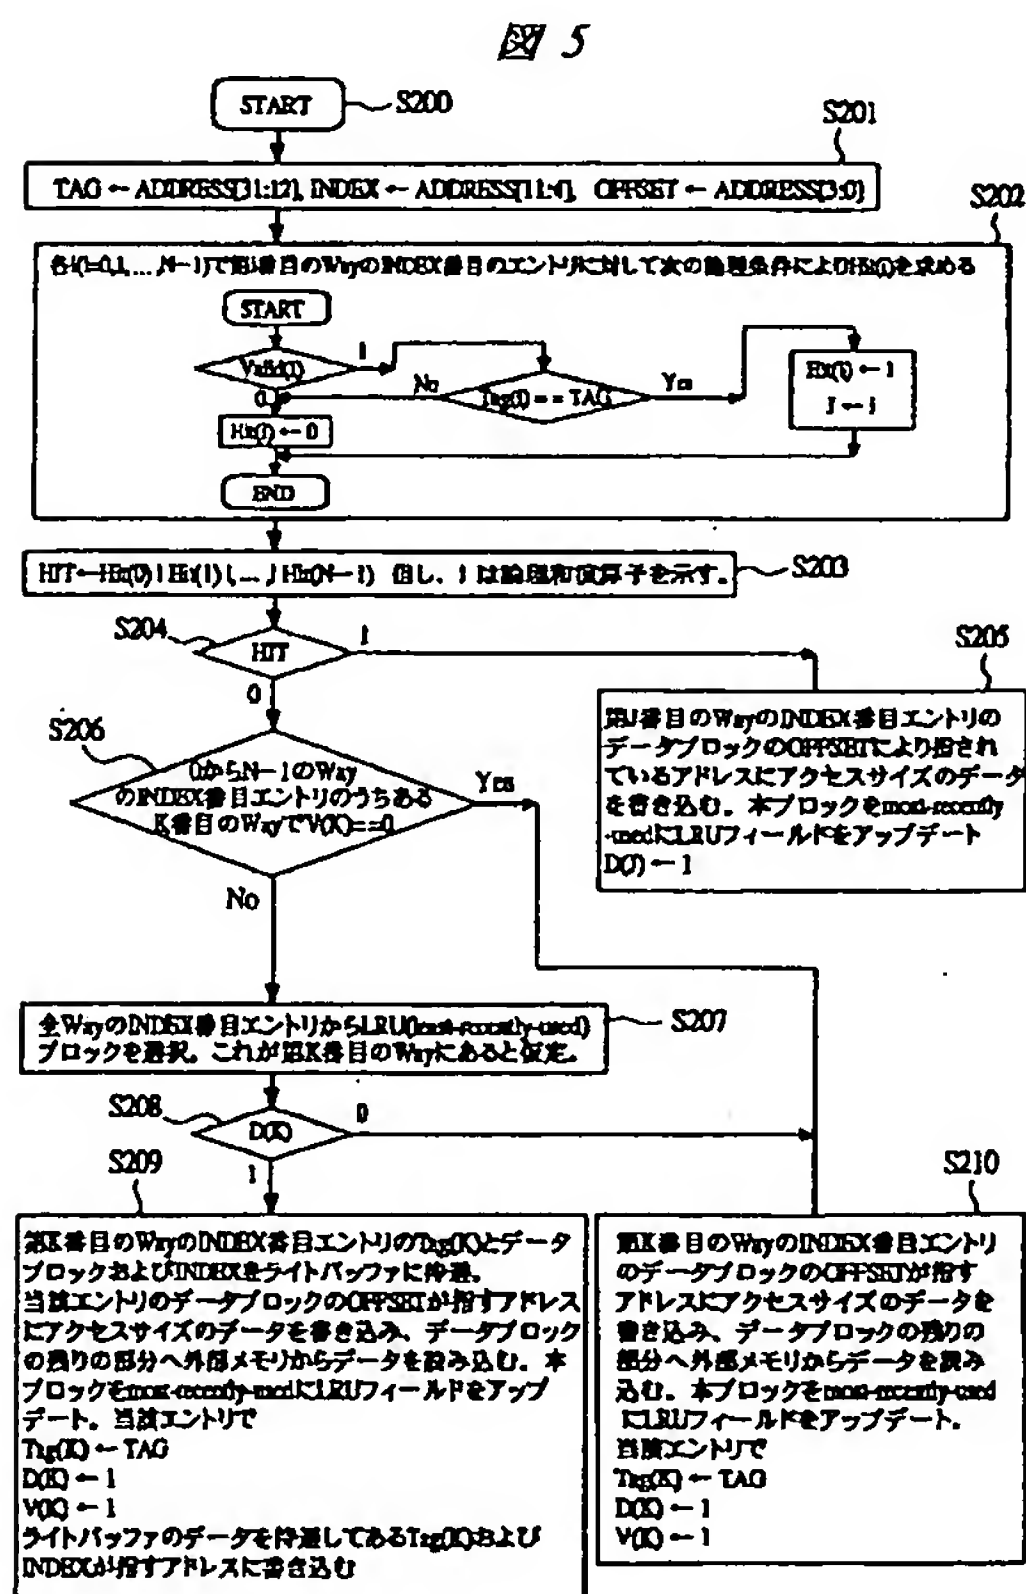 図 5
START
S200
S201
TAG ← ADDRESS[31:12], INDEX ← ADDRESS[11:4], OFFSET ← ADDRESS[3:0]
S202
各i(i=0,1,...,N−1)で第i番目のWayのINDEX番目のエントリに対して次の論理条件によりHit(i)を求める
START
Valid(i)
1
0
No
Tag(i) == TAG
Yes
Hit(i) ← 1
J ← i
Hit(i) ← 0
END
HIT←Hit(0) | Hit(1) |, ... , | Hit(N−1) 但し、| は論理和演算子を示す。
S203
S204
HIT
1
0
S205
第J番目のWayのINDEX番目エントリの
データブロックのOFFSETにより指され
ているアドレスにアクセスサイズのデータ
を書き込む。本ブロックをmost-recently
-usedにLRUフィールドをアップデート
D(J) ← 1
S206
0からN−1のWay
のINDEX番目エントリのうちある
K番目のWayでV(K)==0
Yes
No
全WayのINDEX番目エントリからLRU(least-recently-used)
ブロックを選択。これが第K番目のWayにあると仮定。
S207
S208
D(K)
0
1
S209
第K番目のWayのINDEX番目エントリのTag(K)とデータ
ブロックおよびINDEXをライトバッファに待避。
当該エントリのデータブロックのOFFSETが指すアドレス
にアクセスサイズのデータを書き込み、データブロック
の残りの部分へ外部メモリからデータを読み込む。本
ブロックをmost-recently-usedにLRUフィールドをアップ
デート。当該エントリで
Tag(K) ← TAG
D(K) ← 1
V(K) ← 1
ライトバッファのデータを待避してあるTag(K)および
INDEXが指すアドレスに書き込む
S210
第K番目のWayのINDEX番目エントリ
のデータブロックのOFFSETが指す
アドレスにアクセスサイズのデータを
書き込み、データブロックの残りの
部分へ外部メモリからデータを読み
込む。本ブロックをmost-recently-used
にLRUフィールドをアップデート。
当該エントリで
Tag(K) ← TAG
D(K) ← 1
V(K) ← 1